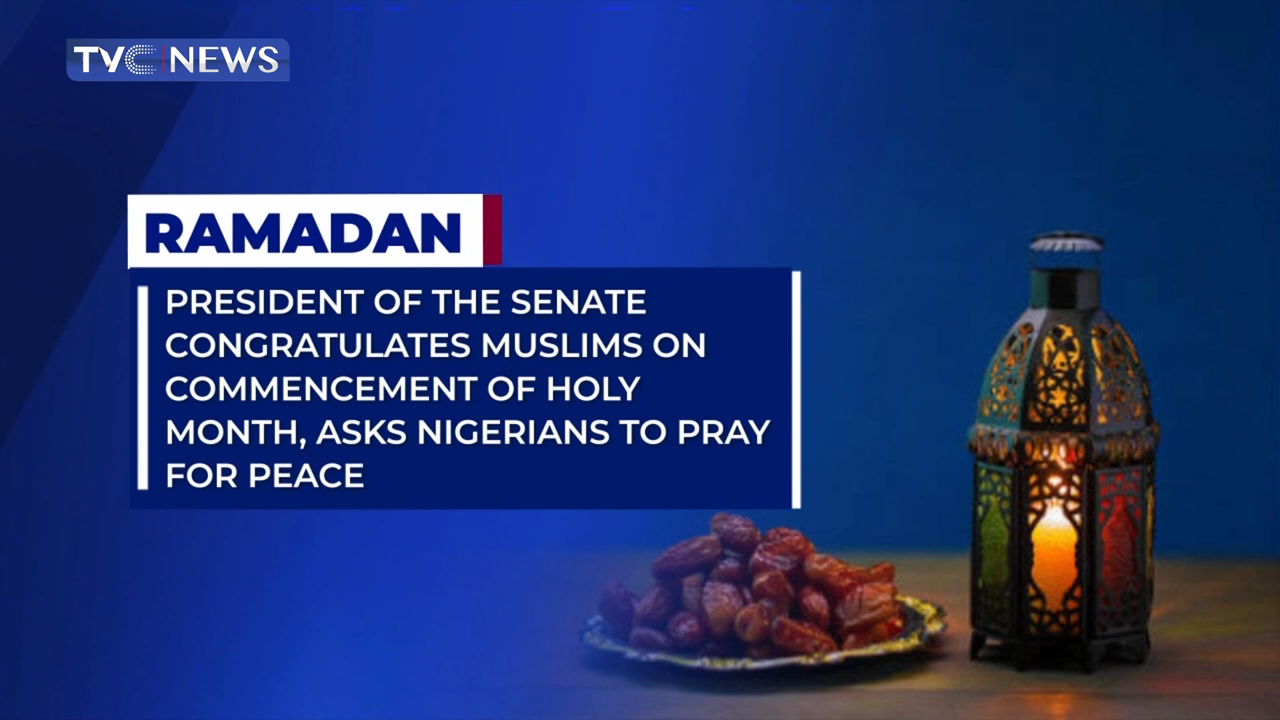 TVC NEWS
RAMADAN
PRESIDENT OF THE SENATE
CONGRATULATES MUSLIMS ON
COMMENCEMENT OF HOLY
MONTH, ASKS NIGERIANS TO PRAY
FOR PEACE